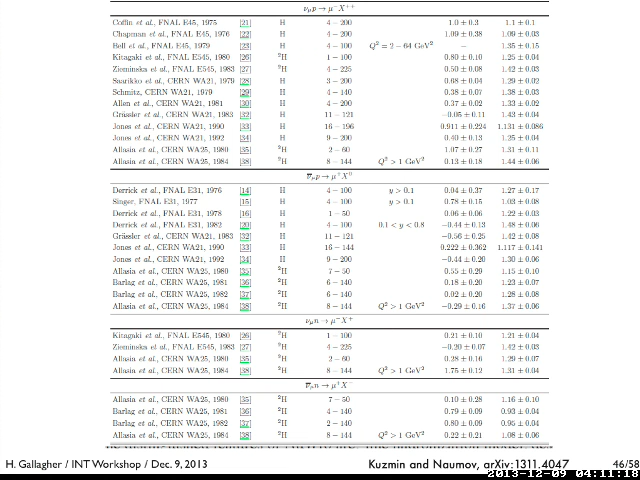 νμp → μ−X++
Coffin et al., FNAL E45, 1975 [21] H 4 − 200 1.0 ± 0.3 1.1 ± 0.1
Chapman et al., FNAL E45, 1976 [22] H 4 − 200 1.09 ± 0.38 1.09 ± 0.03
Bell et al., FNAL E45, 1979 [23] H 4 − 100 Q² = 2 − 64 GeV² − 1.35 ± 0.15
Kitagaki et al., FNAL E545, 1980 [26] ²H 1 − 100 0.80 ± 0.10 1.25 ± 0.04
Zieminska et al., FNAL E545, 1983 [27] ²H 4 − 225 0.50 ± 0.08 1.42 ± 0.03
Saarikko et al., CERN WA21, 1979 [28] H 3 − 200 0.68 ± 0.04 1.29 ± 0.02
Schmitz, CERN WA21, 1979 [29] H 4 − 140 0.38 ± 0.07 1.38 ± 0.03
Allen et al., CERN WA21, 1981 [30] H 4 − 200 0.37 ± 0.02 1.33 ± 0.02
Grässler et al., CERN WA21, 1983 [32] H 11 − 121 −0.05 ± 0.11 1.43 ± 0.04
Jones et al., CERN WA21, 1990 [33] H 16 − 196 0.911 ± 0.224 1.131 ± 0.086
Jones et al., CERN WA21, 1992 [34] H 9 − 200 0.40 ± 0.13 1.25 ± 0.04
Allasia et al., CERN WA25, 1980 [35] ²H 2 − 60 1.07 ± 0.27 1.31 ± 0.11
Allasia et al., CERN WA25, 1984 [38] ²H 8 − 144 Q² > 1 GeV² 0.13 ± 0.18 1.44 ± 0.06
ν̄μp → μ+X0
Derrick et al., FNAL E31, 1976 [14] H 4 − 100 y > 0.1 0.04 ± 0.37 1.27 ± 0.17
Singer, FNAL E31, 1977 [15] H 4 − 100 y > 0.1 0.78 ± 0.15 1.03 ± 0.08
Derrick et al., FNAL E31, 1978 [16] H 1 − 50 0.06 ± 0.06 1.22 ± 0.03
Derrick et al., FNAL E31, 1982 [20] H 4 − 100 0.1 < y < 0.8 −0.44 ± 0.13 1.48 ± 0.06
Grässler et al., CERN WA21, 1983 [32] H 11 − 121 −0.56 ± 0.25 1.42 ± 0.08
Jones et al., CERN WA21, 1990 [33] H 16 − 144 0.222 ± 0.362 1.117 ± 0.141
Jones et al., CERN WA21, 1992 [34] H 9 − 200 −0.44 ± 0.20 1.30 ± 0.06
Allasia et al., CERN WA25, 1980 [35] ²H 7 − 50 0.55 ± 0.29 1.15 ± 0.10
Barlag et al., CERN WA25, 1981 [36] ²H 6 − 140 0.18 ± 0.20 1.23 ± 0.07
Barlag et al., CERN WA25, 1982 [37] ²H 6 − 140 0.02 ± 0.20 1.28 ± 0.08
Allasia et al., CERN WA25, 1984 [38] ²H 8 − 144 Q² > 1 GeV² −0.29 ± 0.16 1.37 ± 0.06
νμn → μ−X+
Kitagaki et al., FNAL E545, 1980 [26] ²H 1 − 100 0.21 ± 0.10 1.21 ± 0.04
Zieminska et al., FNAL E545, 1983 [27] ²H 4 − 225 −0.20 ± 0.07 1.42 ± 0.03
Allasia et al., CERN WA25, 1980 [35] ²H 2 − 60 0.28 ± 0.16 1.29 ± 0.07
Allasia et al., CERN WA25, 1984 [38] ²H 8 − 144 Q² > 1 GeV² 1.75 ± 0.12 1.31 ± 0.04
ν̄μn → μ+X−
Allasia et al., CERN WA25, 1980 [35] ²H 7 − 50 0.10 ± 0.28 1.16 ± 0.10
Barlag et al., CERN WA25, 1981 [36] ²H 4 − 140 0.79 ± 0.09 0.93 ± 0.04
Barlag et al., CERN WA25, 1982 [37] ²H 2 − 140 0.80 ± 0.09 0.95 ± 0.04
Allasia et al., CERN WA25, 1984 [38] ²H 8 − 144 Q² > 1 GeV² 0.22 ± 0.21 1.08 ± 0.06
H. Gallagher / INT Workshop / Dec. 9, 2013 Kuzmin and Naumov, arXiv:1311.4047 46/58
2013-12-09 04:11:18